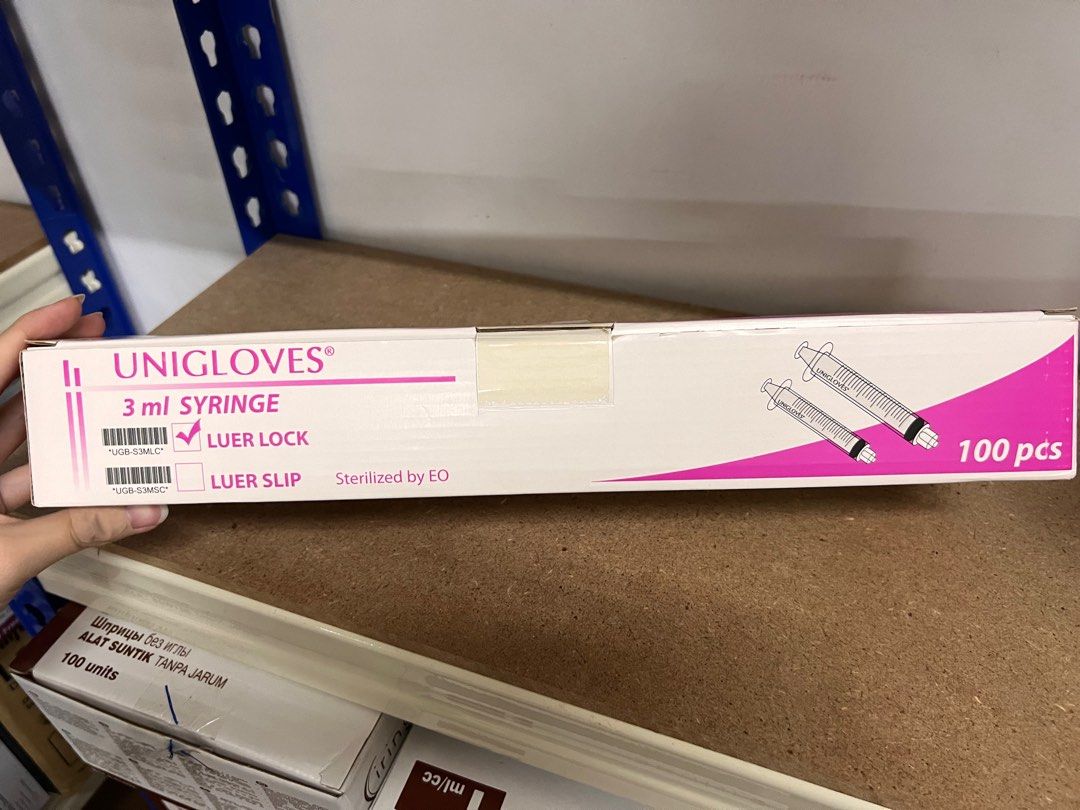 UNIGLOVES®
3 ml SYRINGE
*UGB-S3MLC*
LUER LOCK
*UGB-S3MSC*
LUER SLIP
Sterilized by EO
UNIGLOVES®
UNIGLOVES®
100 pcs
Шприцы без иглы
ALAT SUNTIK TANPA JARUM
100 units
ml/cc